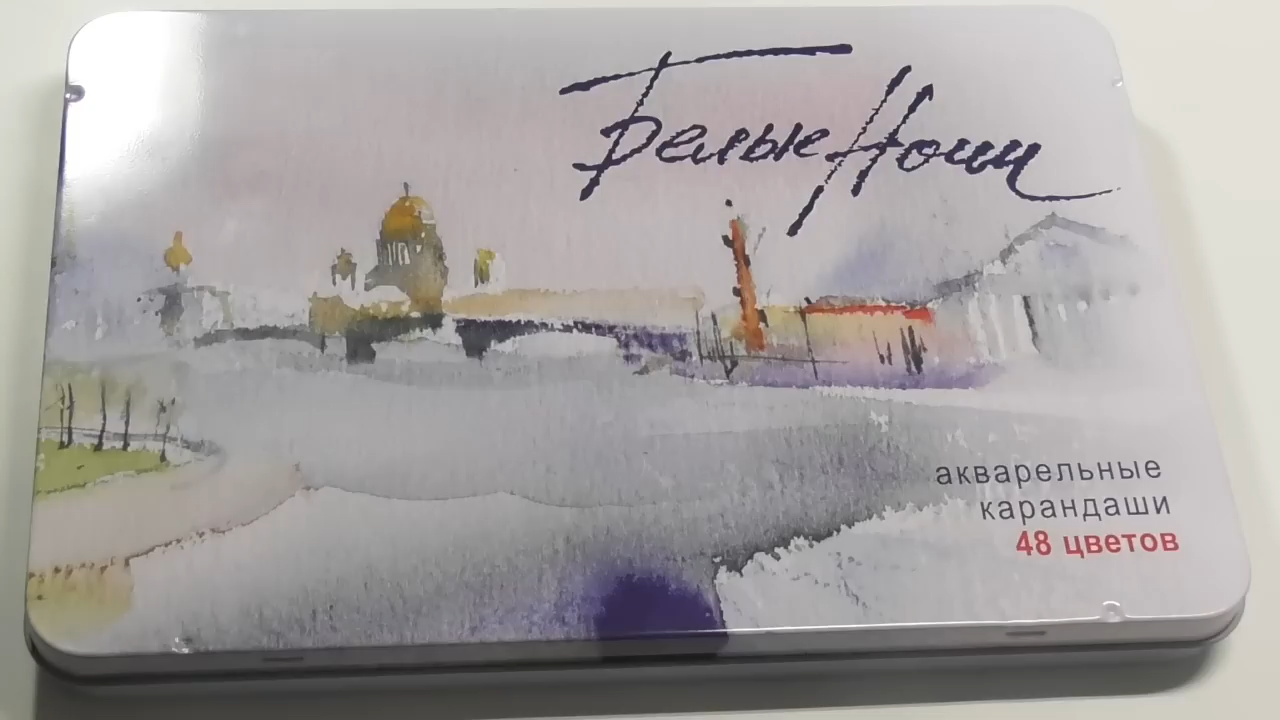 Белые Ночи
акварельные
карандаши
48 цветов